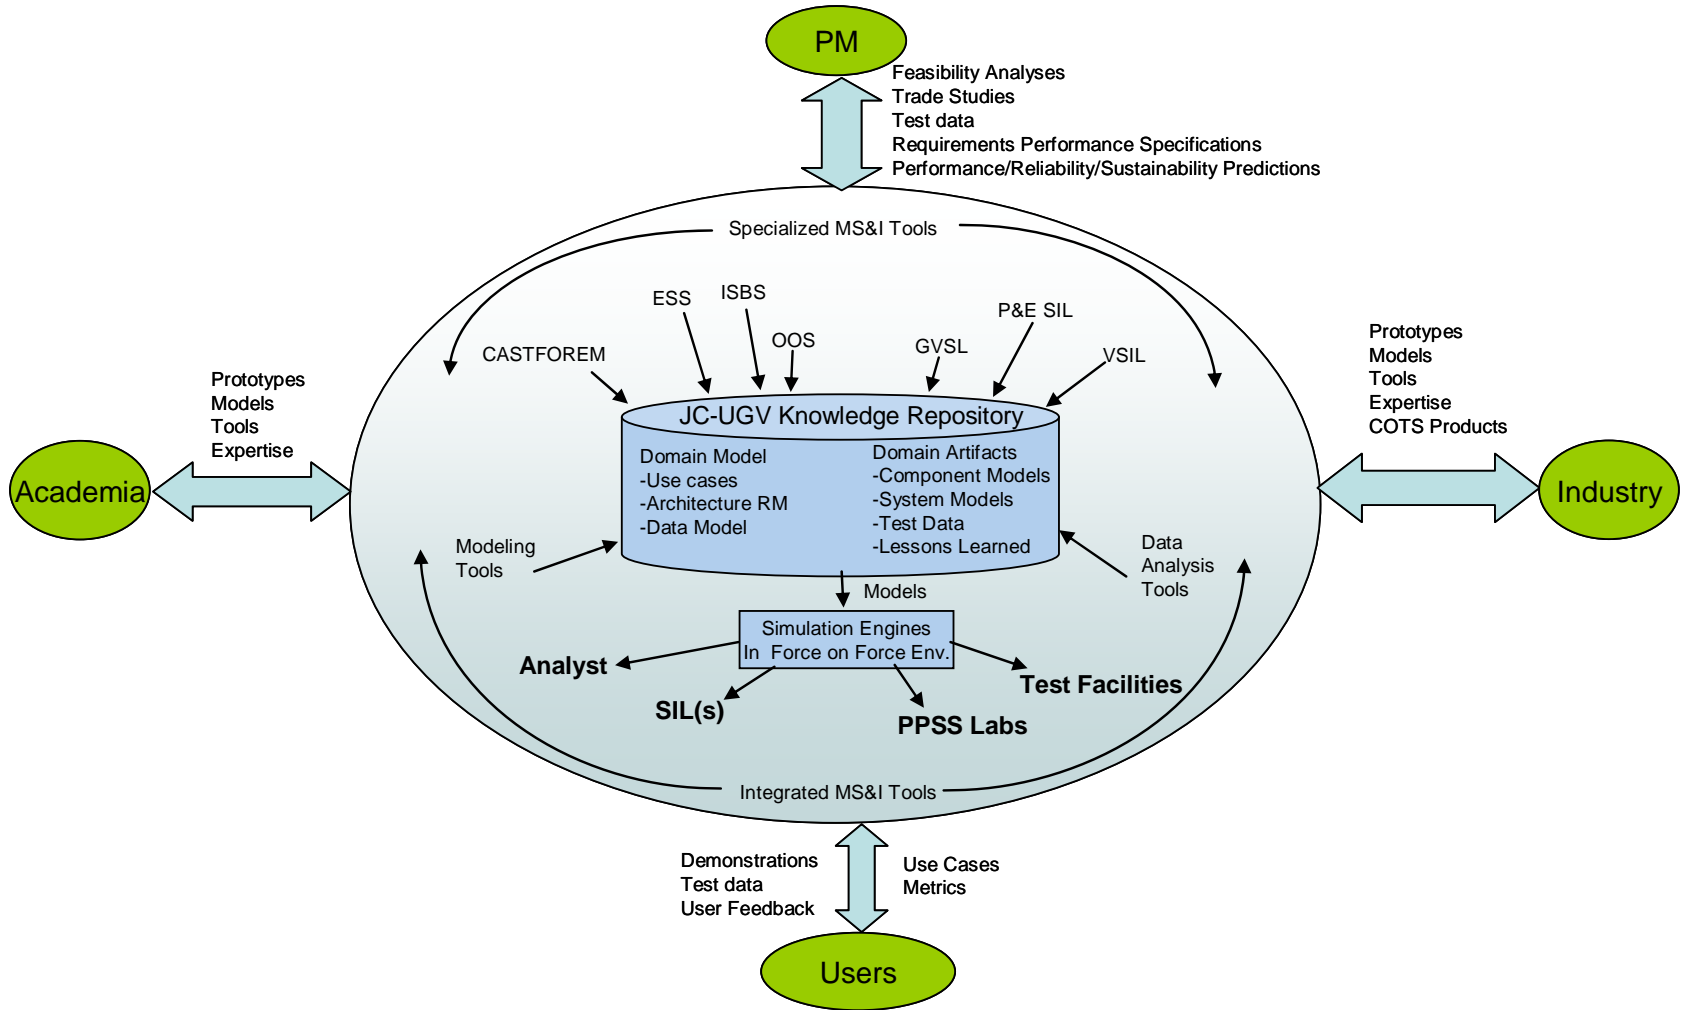 PM
Feasibility Analyses
Trade Studies
Test data
Requirements Performance Specifications
Performance/Reliability/Sustainability Predictions
Specialized MS&I Tools
ESS
ISBS
OOS
CASTFOREM
GVSL
P&E SIL
VSIL
Prototypes
Models
Tools
Expertise
Academia
Prototypes
Models
Tools
Expertise
COTS Products
Industry
JC-UGV Knowledge Repository
Domain Model
-Use cases
-Architecture RM
-Data Model
Domain Artifacts
-Component Models
-System Models
-Test Data
-Lessons Learned
Modeling
Tools
Data
Analysis
Tools
Models
Simulation Engines
In Force on Force Env.
Analyst
SIL(s)
PPSS Labs
Test Facilities
Integrated MS&I Tools
Demonstrations
Test data
User Feedback
Use Cases
Metrics
Users